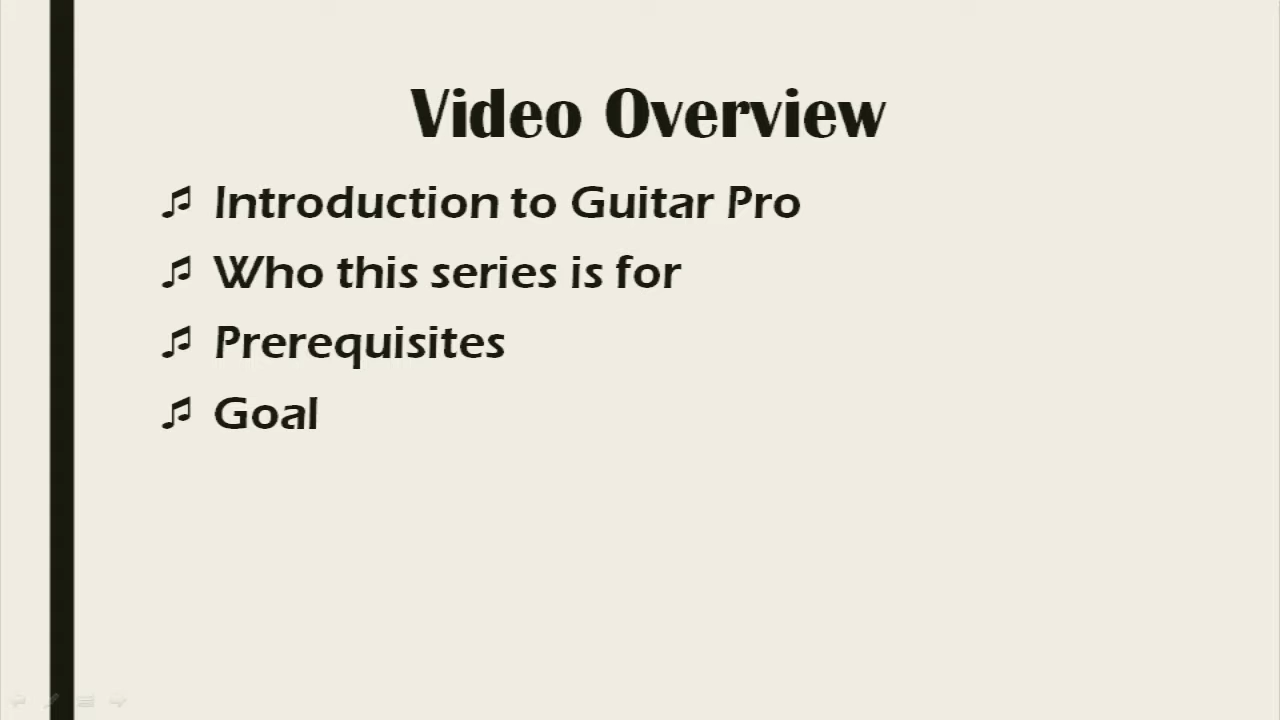 Video Overview
♫ Introduction to Guitar Pro
♫ Who this series is for
♫ Prerequisites
♫ Goal